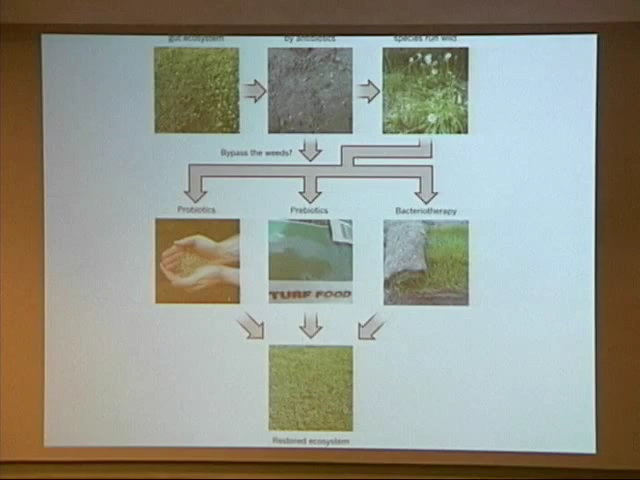 gut ecosystem
by antibiotics
species run wild
Bypass the weeds?
Probiotics
Prebiotics
Bacteriotherapy
TURF FOOD
Restored ecosystem